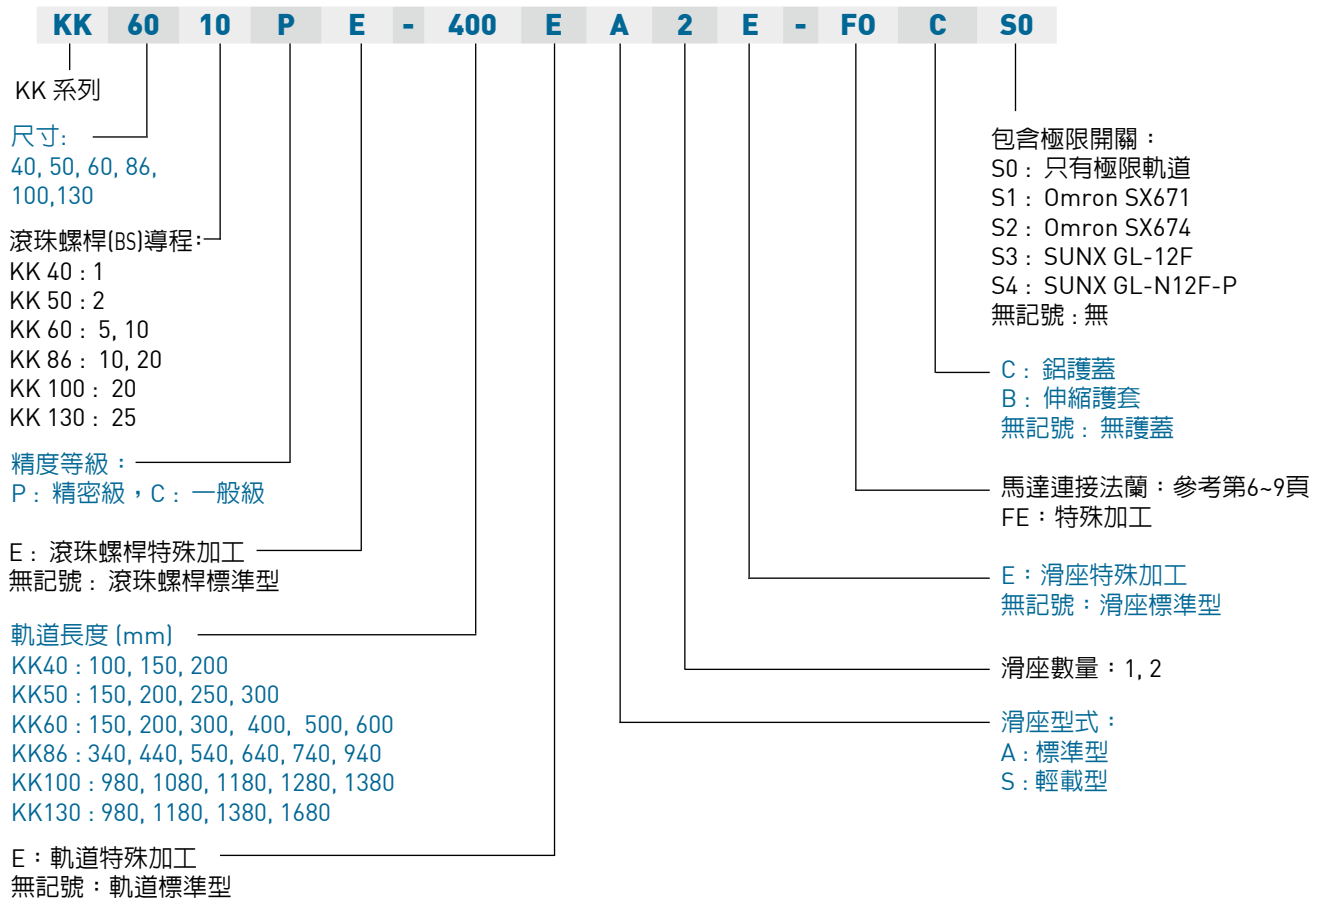 KK 60 10 P E - 400 E A 2 E - F0 C S0
KK 系列
尺寸:
40, 50, 60, 86,
100,130
滾珠螺桿(BS)導程:
KK 40 : 1
KK 50 : 2
KK 60 : 5, 10
KK 86 : 10, 20
KK 100 : 20
KK 130 : 25
精度等級：
P : 精密級，C : 一般級
E : 滾珠螺桿特殊加工
無記號 : 滾珠螺桿標準型
軌道長度 (mm)
KK40 : 100, 150, 200
KK50 : 150, 200, 250, 300
KK60 : 150, 200, 300, 400, 500, 600
KK86 : 340, 440, 540, 640, 740, 940
KK100 : 980, 1080, 1180, 1280, 1380
KK130 : 980, 1180, 1380, 1680
E：軌道特殊加工
無記號：軌道標準型
包含極限開關：
S0 : 只有極限軌道
S1 : Omron SX671
S2 : Omron SX674
S3 : SUNX GL-12F
S4 : SUNX GL-N12F-P
無記號 : 無
C : 鋁護蓋
B : 伸縮護套
無記號 : 無護蓋
馬達連接法蘭：參考第6~9頁
FE：特殊加工
E：滑座特殊加工
無記號：滑座標準型
滑座數量：1, 2
滑座型式：
A : 標準型
S : 輕載型